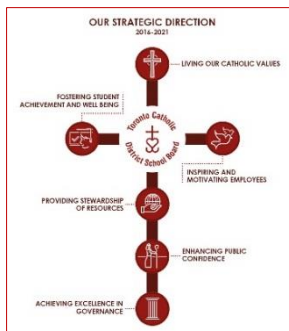 OUR STRATEGIC DIRECTION
2016-2021
LIVING OUR CATHOLIC VALUES
FOSTERING STUDENT
ACHIEVEMENT AND WELL BEING
Toronto Catholic
District School Board
INSPIRING AND
MOTIVATING EMPLOYEES
PROVIDING STEWARDSHIP
OF RESOURCES
ENHANCING PUBLIC
CONFIDENCE
ACHIEVING EXCELLENCE IN
GOVERNANCE